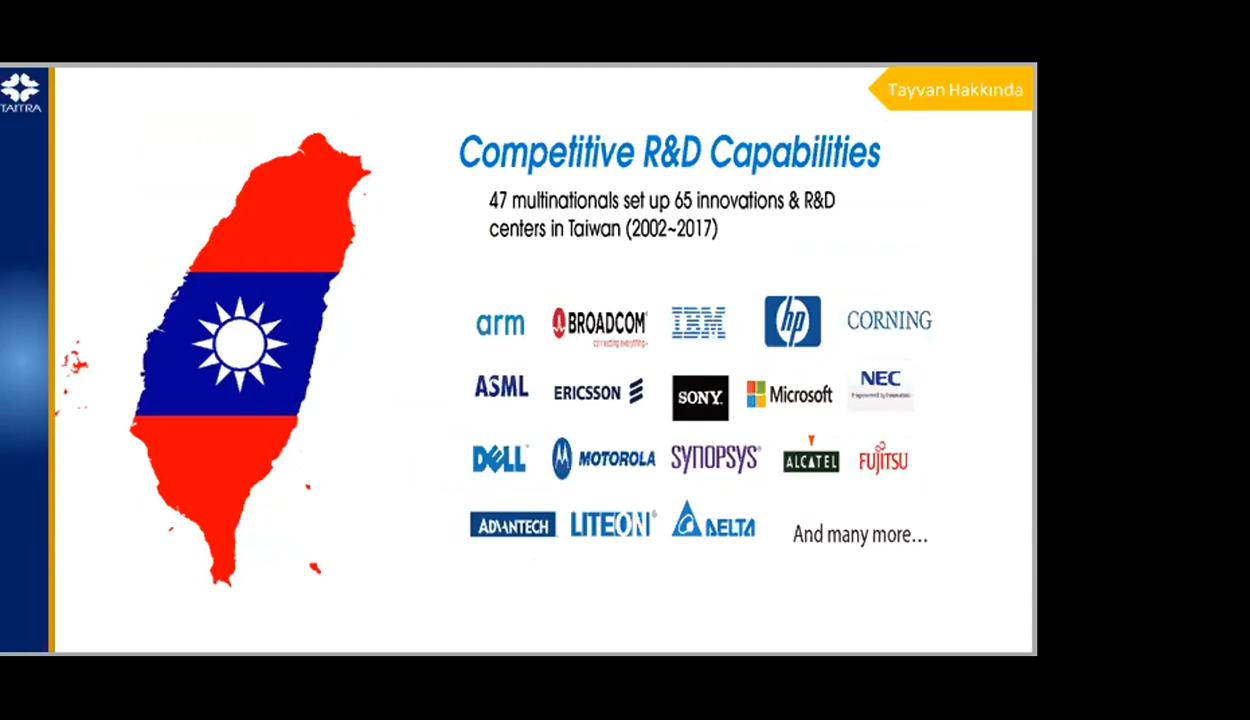 TAITRA
Tayvan Hakkında
Competitive R&D Capabilities
47 multinationals set up 65 innovations & R&D
centers in Taiwan (2002~2017)
arm BROADCOM IBM hp CORNING
connecting everything
ASML ERICSSON SONY Microsoft NEC
Empowered by Innovation
DELL MOTOROLA SYNOPSYS ALCATEL FUJITSU
ADVANTECH LITEON DELTA And many more...